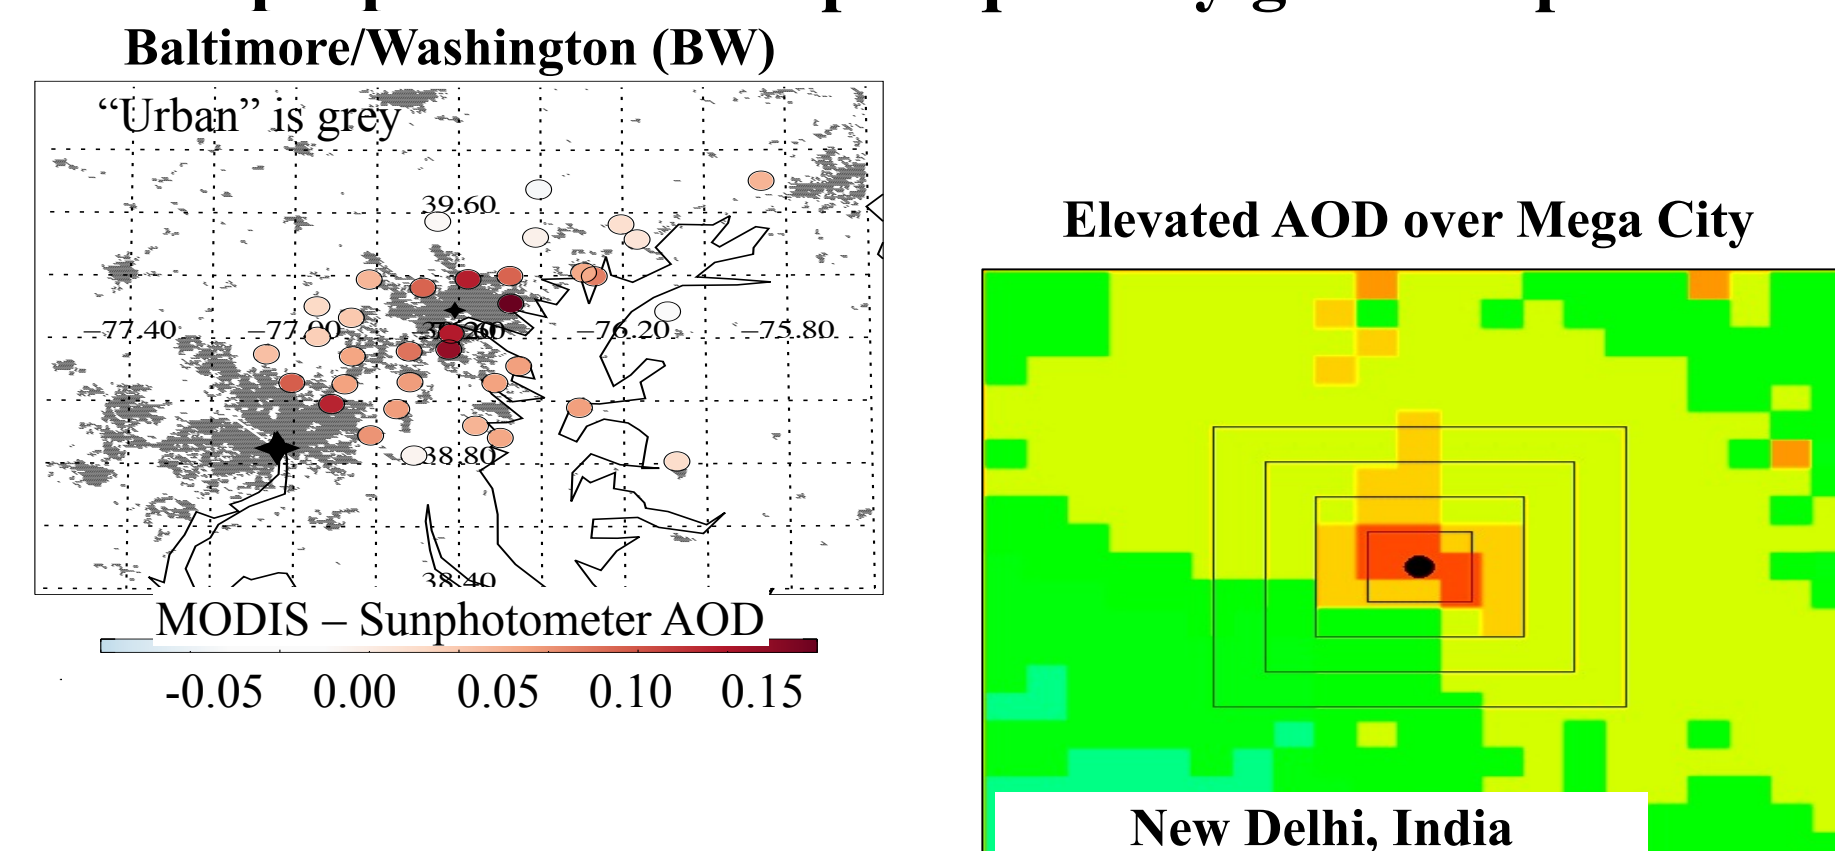 Baltimore/Washington (BW)
“Urban” is grey
39.60
−77.40
−77.00
−76.20
−75.80
38.80
38.40
MODIS – Sunphotometer AOD
-0.05 0.00 0.05 0.10 0.15
Elevated AOD over Mega City
New Delhi, India